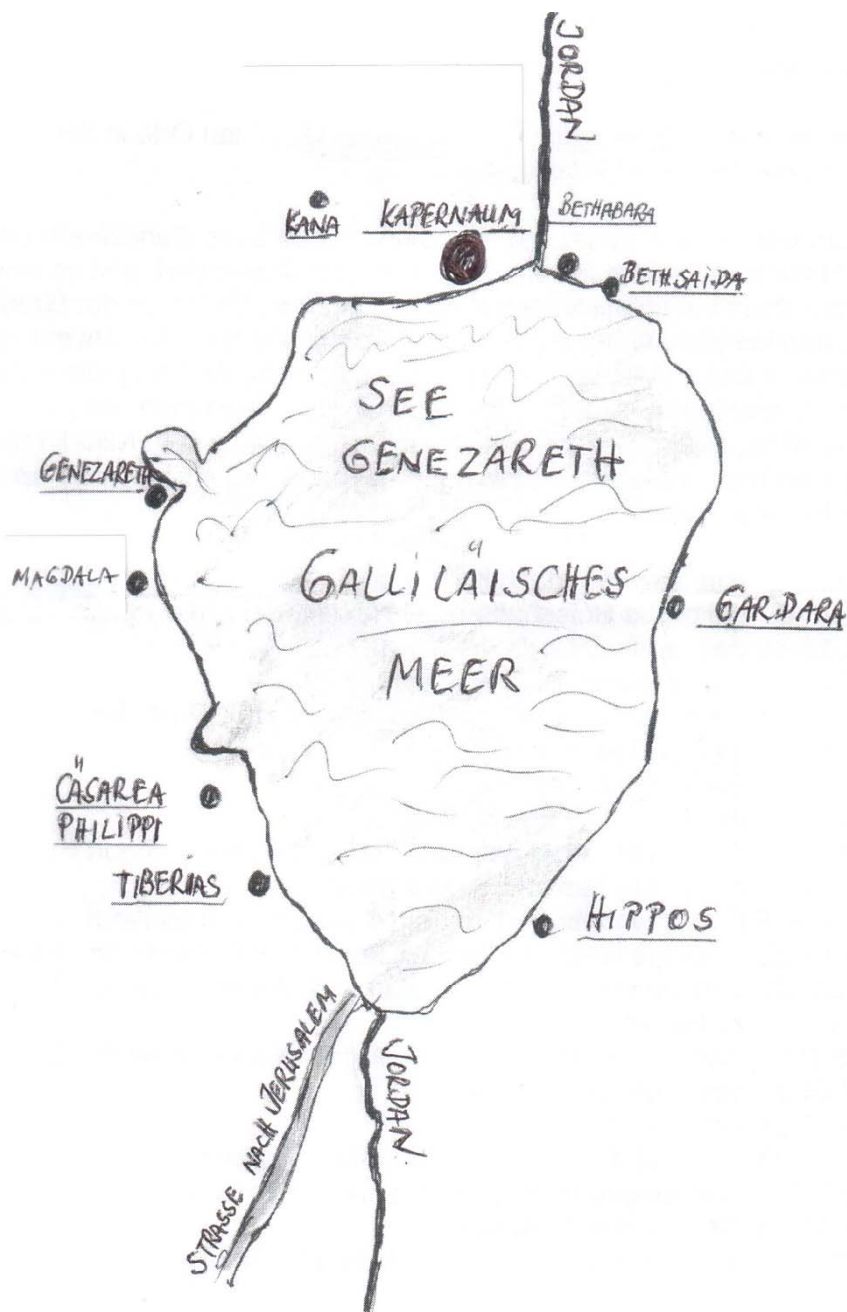 JORDAN
KANA
KAPERNAUM
BETHABARA
BETHSAIDA
SEE
GENEZARETH
GENEZARETH
MAGDALA
GALLILÄISCHES
MEER
GARDARA
CÄSAREA
PHILIPPI
TIBERIAS
HIPPOS
STRASSE NACH JERUSALEM
JORDAN